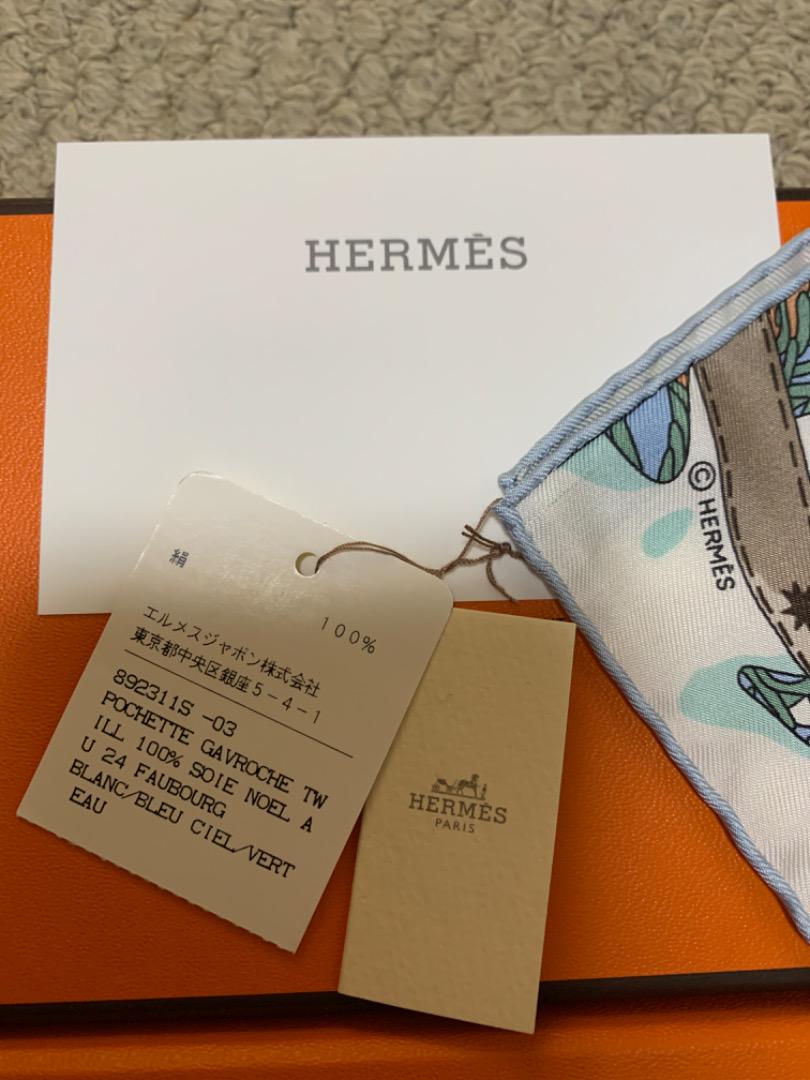 HERMÈS
© HERMES
絹
100%
エルメスジャポン株式会社
東京都中央区銀座5-4-1
892311S -03
POCHETTE GAVROCHE TW
ILL 100% SOIE NOEL A
U 24 FAUBOURG
BLANC/BLEU CIEL/VERT
EAU
HERMÈS
PARIS